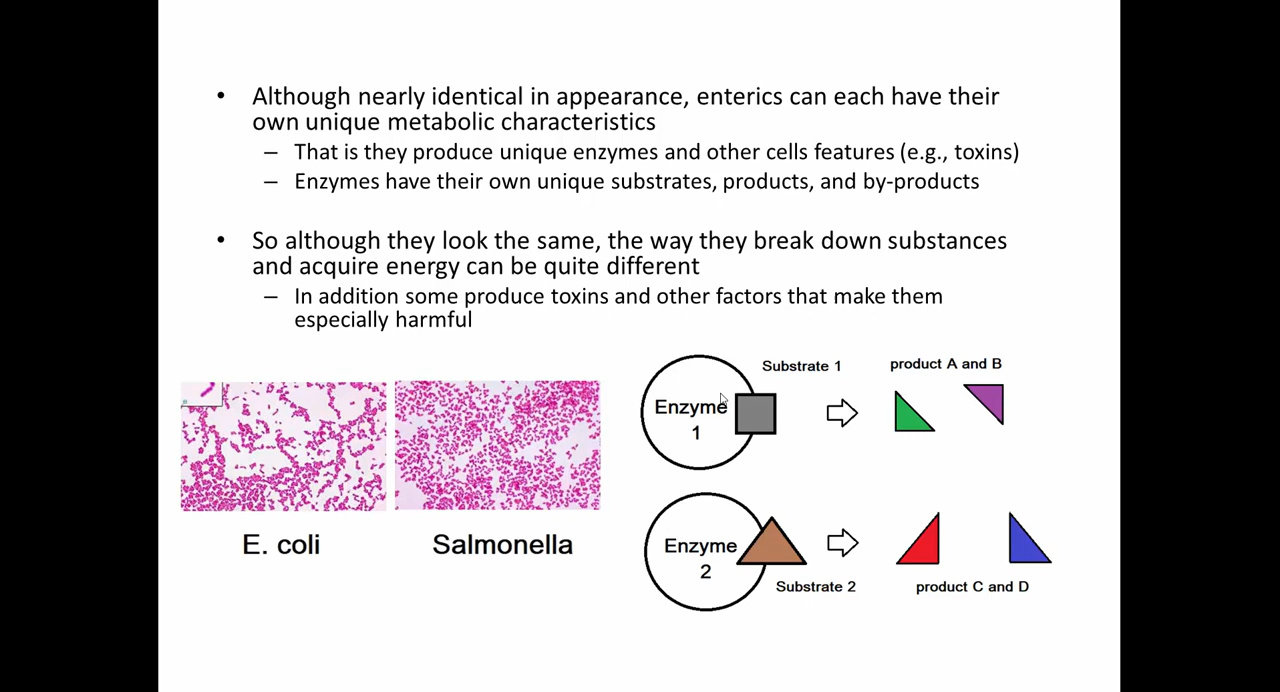 • Although nearly identical in appearance, enterics can each have their
own unique metabolic characteristics
– That is they produce unique enzymes and other cells features (e.g., toxins)
– Enzymes have their own unique substrates, products, and by-products
• So although they look the same, the way they break down substances
and acquire energy can be quite different
– In addition some produce toxins and other factors that make them
especially harmful
E. coli
Salmonella
Enzyme
1
Substrate 1
product A and B
Enzyme
2
Substrate 2
product C and D